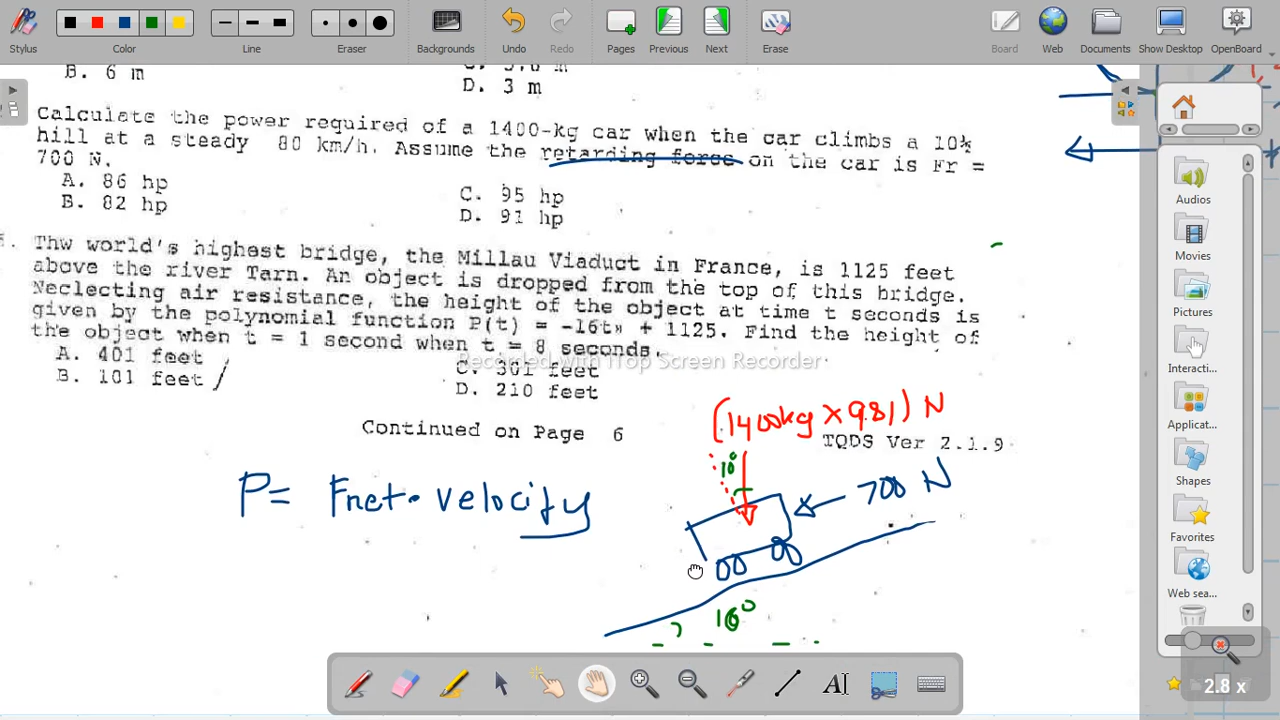 Stylus
Color
Line
Eraser
Backgrounds
Undo
Redo
Pages
Previous
Next
Erase
Board
Web
Documents
Show Desktop
OpenBoard
B. 6 m
D. 3 m
Calculate the power required of a 1400-kg car when the car climbs a 10%
hill at a steady 80 km/h. Assume the retarding force on the car is Fr =
700 N.
A. 86 hp
C. 95 hp
B. 82 hp
D. 91 hp
Thw world's highest bridge, the Millau Viaduct in France, is 1125 feet
above the river Tarn. An object is dropped from the top of this bridge.
Neclecting air resistance, the height of the object at time t seconds is
given by the polynomial function P(t) = -16t» + 1125. Find the height of
the object when t = 1 second when t = 8 seconds.
Recorded with iTop Screen Recorder
A. 401 feet
C. 301 feet
B. 101 feet
D. 210 feet
Continued on Page 6
TQDS Ver 2.1.9
(1400kg x 9.81) N
10°
700 N
P = Fnet · velocity
10°
Audios
Movies
Pictures
Interacti...
Applicat...
Shapes
Favorites
Web sea...
2.8 x